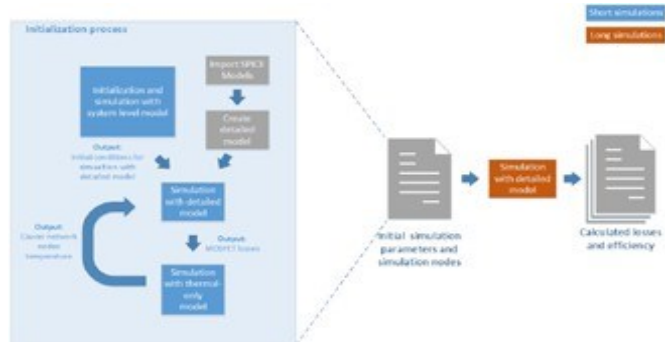 Initialization process
Short simulations
Long simulations
Import SPICE
Models
Initialization and
simulation with
system level model
Create
detailed model
Output:
Initial conditions for
simulation with
detailed model
Simulation
with detailed
model
Output:
network
nodes
temperature
Output:
MOSFET losses
Simulation
with thermal-
only
model
Initial simulation
parameters and
simulation nodes
Simulation
with detailed
model
Calculated losses
and efficiency